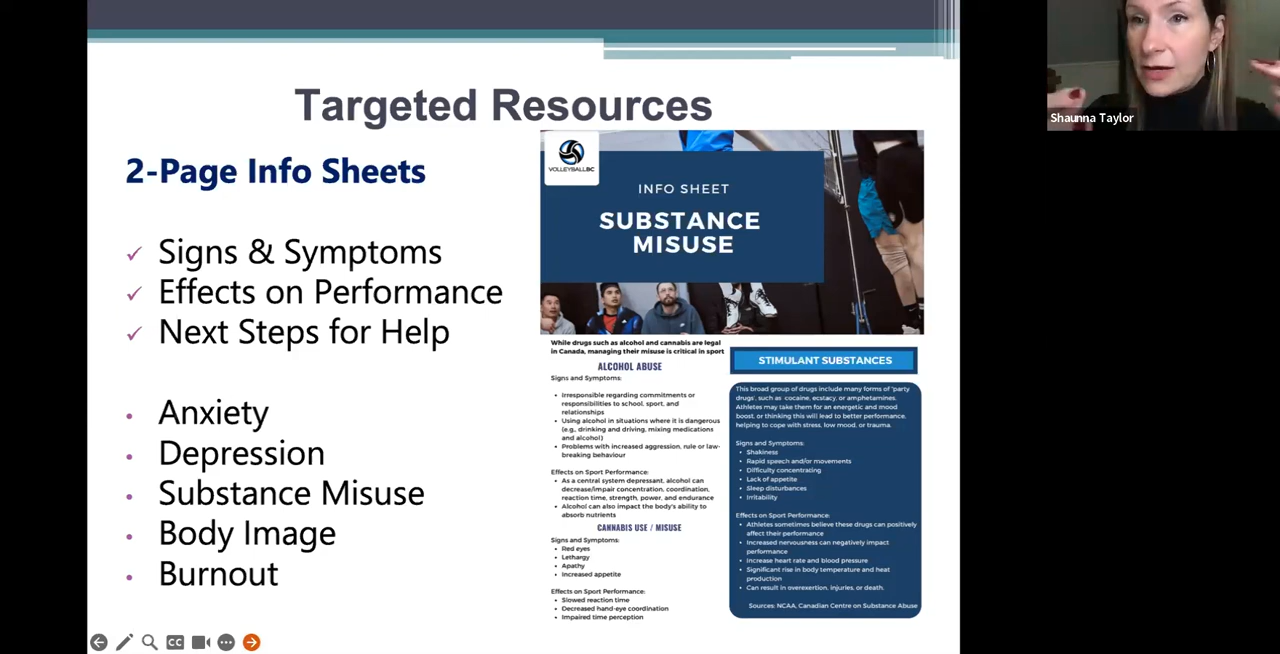 Targeted Resources
2-Page Info Sheets
✓ Signs & Symptoms
✓ Effects on Performance
✓ Next Steps for Help
• Anxiety
• Depression
• Substance Misuse
• Body Image
• Burnout
VOLLEYBALLBC
INFO SHEET
SUBSTANCE
MISUSE
While drugs such as alcohol and cannabis are legal
in Canada, managing their misuse is critical in sport
ALCOHOL ABUSE
Signs and Symptoms:
• Irresponsible regarding commitments or
responsibilities to school, sport, and
relationships
• Using alcohol in situations where it is dangerous
(e.g., drinking and driving, mixing medications
and alcohol)
• Problems with increased aggression, rule or law-
breaking behaviour
Effects on Sport Performance:
• As a central system depressant, alcohol can
decrease/impair concentration, coordination,
reaction time, strength, power, and endurance
• Alcohol can also impact the body's ability to
absorb nutrients
CANNABIS USE / MISUSE
Signs and Symptoms:
• Red eyes
• Lethargy
• Apathy
• Increased appetite
Effects on Sport Performance:
• Slowed reaction time
• Decreased hand-eye coordination
• Impaired time perception
STIMULANT SUBSTANCES
This broad group of drugs include many forms of 'party
drugs', such as cocaine, ecstacy, or amphetamines.
Athletes may take them for an energetic and mood
boost, or thinking this will lead to better performance,
helping to cope with stress, low mood, or trauma.
Signs and Symptoms:
• Shakiness
• Rapid speech and/or movements
• Difficulty concentrating
• Lack of appetite
• Sleep disturbances
• Irritability
Effects on Sport Performance:
• Athletes sometimes believe these drugs can positively
affect their performance
• Increased nervousness can negatively impact
performance
• Increase heart rate and blood pressure
• Significant rise in body temperature and heat
production
• Can result in overexertion, injuries, or death.
Sources: NCAA, Canadian Centre on Substance Abuse
CC
Shaunna Taylor